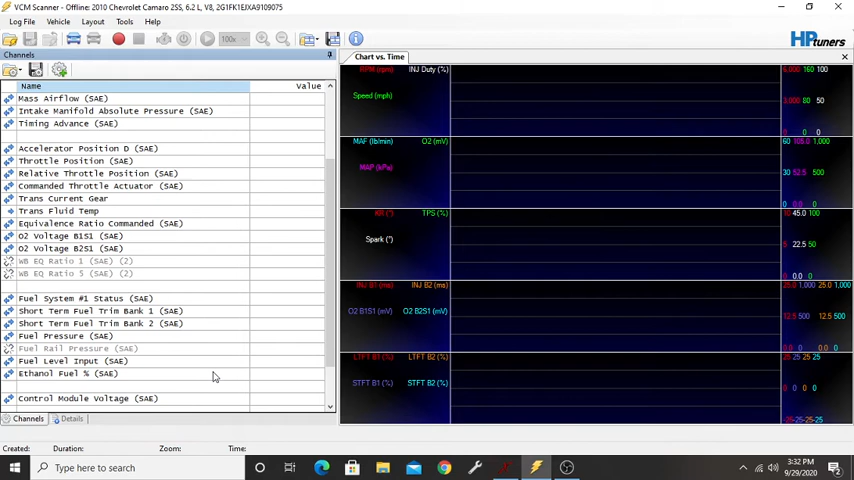 VCM Scanner - Offline: 2010 Chevrolet Camaro 2SS, 6.2 L, V8, 2G1FK1EJXA9109075
Log File Vehicle Layout Tools Help
100x
HPtuners
Channels
Chart vs. Time
Name Value
Mass Airflow (SAE)
Intake Manifold Absolute Pressure (SAE)
Timing Advance (SAE)
Accelerator Position D (SAE)
Throttle Position (SAE)
Relative Throttle Position (SAE)
Commanded Throttle Actuator (SAE)
Trans Current Gear
Trans Fluid Temp
Equivalence Ratio Commanded (SAE)
O2 Voltage B1S1 (SAE)
O2 Voltage B2S1 (SAE)
WB EQ Ratio 1 (SAE) (2)
WB EQ Ratio 5 (SAE) (2)
Fuel System #1 Status (SAE)
Short Term Fuel Trim Bank 1 (SAE)
Short Term Fuel Trim Bank 2 (SAE)
Fuel Pressure (SAE)
Fuel Rail Pressure (SAE)
Fuel Level Input (SAE)
Ethanol Fuel % (SAE)
Control Module Voltage (SAE)
RPM (rpm) INJ Duty (%)
Speed (mph)
6,000 160 100
3,000 80 50
0 0 0
MAF (lb/min) O2 (mV)
MAP (kPa)
60 105.0 1,000
30 52.5 500
0 0.0 0
KR (°) TPS (%)
Spark (°)
10 45.0 100
5 22.5 50
0 0.0 0
INJ B1 (ms) INJ B2 (ms)
O2 B1S1 (mV) O2 B2S1 (mV)
25.0 1,000 25.0 1,000
12.5 500 12.5 500
0.0 0 0.0 0
LTFT B1 (%) LTFT B2 (%)
STFT B1 (%) STFT B2 (%)
25 25 25 25
0 0 0 0
-25 -25 -25 -25
Channels Details
Created: Duration: Zoom: Time:
Type here to search
3:32 PM
9/29/2020